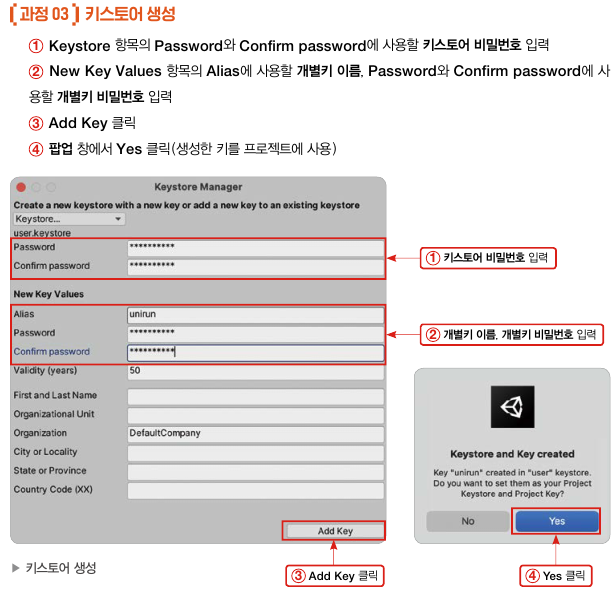 [과정 03] 키스토어 생성
① Keystore 항목의 Password와 Confirm password에 사용할 키스토어 비밀번호 입력
② New Key Values 항목의 Alias에 사용할 개별키 이름, Password와 Confirm password에 사
용할 개별키 비밀번호 입력
③ Add Key 클릭
④ 팝업 창에서 Yes 클릭(생성한 키를 프로젝트에 사용)
Keystore Manager
Create a new keystore with a new key or add a new key to an existing keystore
Keystore...
user.keystore
Password **********
Confirm password **********
① 키스토어 비밀번호 입력
New Key Values
Alias unirun
Password **********
Confirm password **********
② 개별키 이름, 개별키 비밀번호 입력
Validity (years) 50
First and Last Name
Organizational Unit
Organization DefaultCompany
City or Locality
State or Province
Country Code (XX)
Add Key
Keystore and Key created
Key "unirun" created in "user" keystore.
Do you want to set them as your Project
Keystore and Project Key?
No Yes
▶ 키스토어 생성
③ Add Key 클릭
④ Yes 클릭